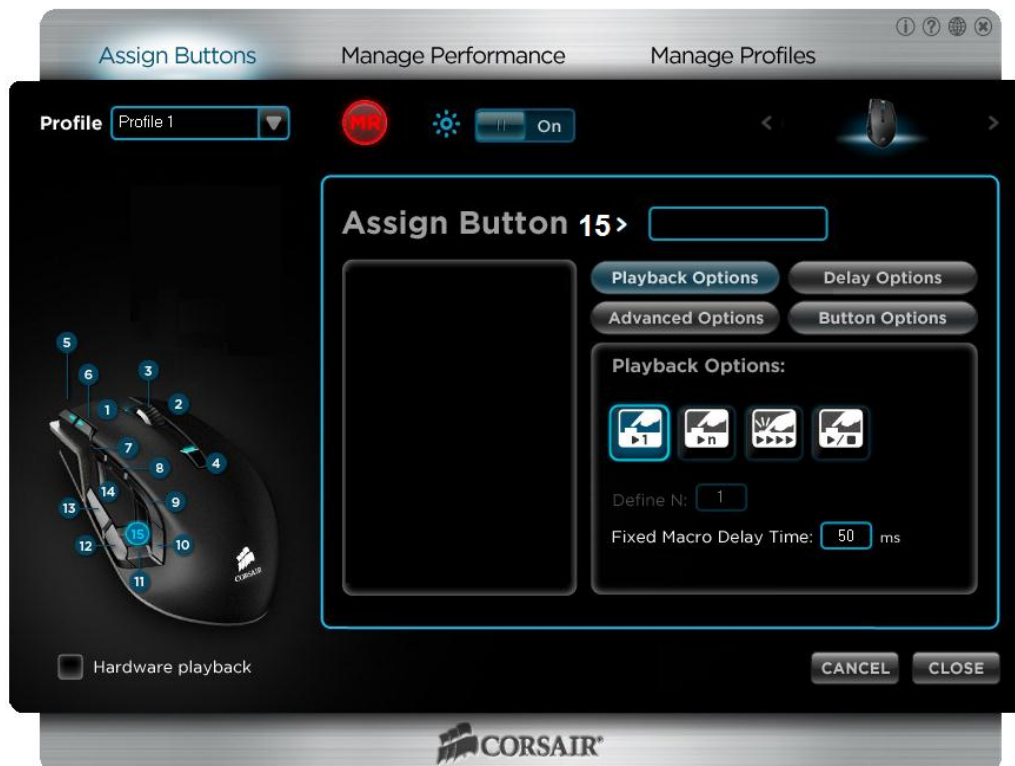 Assign Buttons
Manage Performance
Manage Profiles
Profile
Profile 1
MR
On
Assign Button 15>
Playback Options
Delay Options
Advanced Options
Button Options
Playback Options:
1
n
Define N: 1
Fixed Macro Delay Time: 50 ms
5
6
3
1
2
7
8
4
14
9
13
15
12
10
11
CORSAIR
Hardware playback
CANCEL
CLOSE
CORSAIR